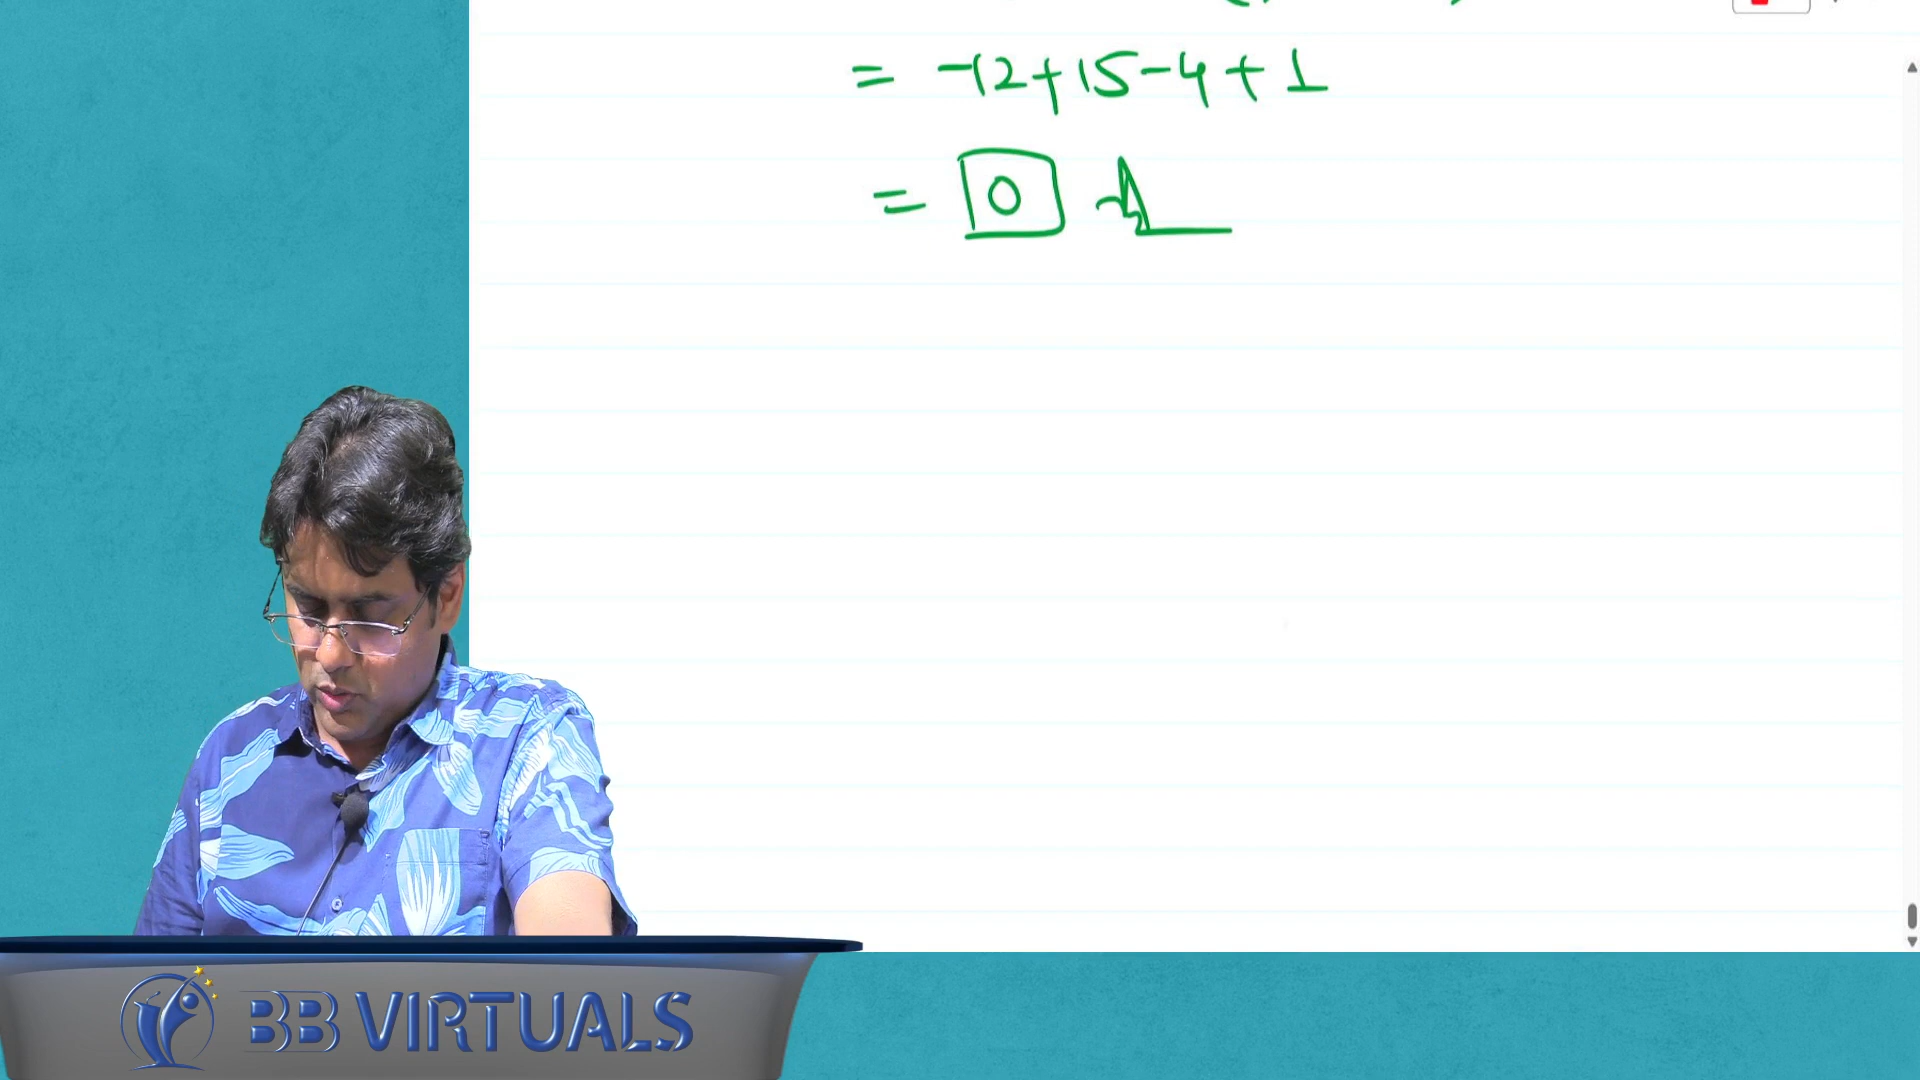 = -12+15-4+1
= 0
BB VIRTUALS